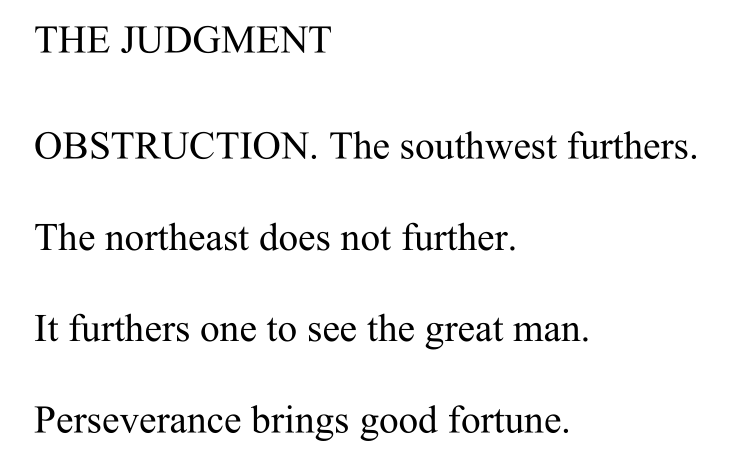 THE JUDGMENT
OBSTRUCTION. The southwest furthers.
The northeast does not further.
It furthers one to see the great man.
Perseverance brings good fortune.